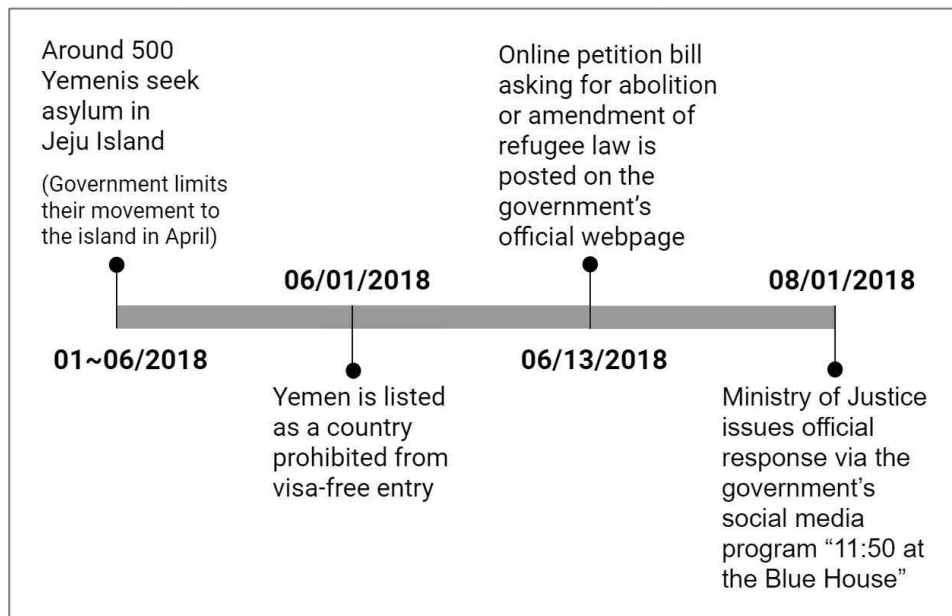 Around 500
Yemenis seek
asylum in
Jeju Island
(Government limits
their movement to
the island in April)
01~06/2018
06/01/2018
Yemen is listed
as a country
prohibited from
visa-free entry
Online petition bill
asking for abolition
or amendment of
refugee law is
posted on the
government’s
official webpage
06/13/2018
08/01/2018
Ministry of Justice
issues official
response via the
government’s
social media
program “11:50 at
the Blue House”